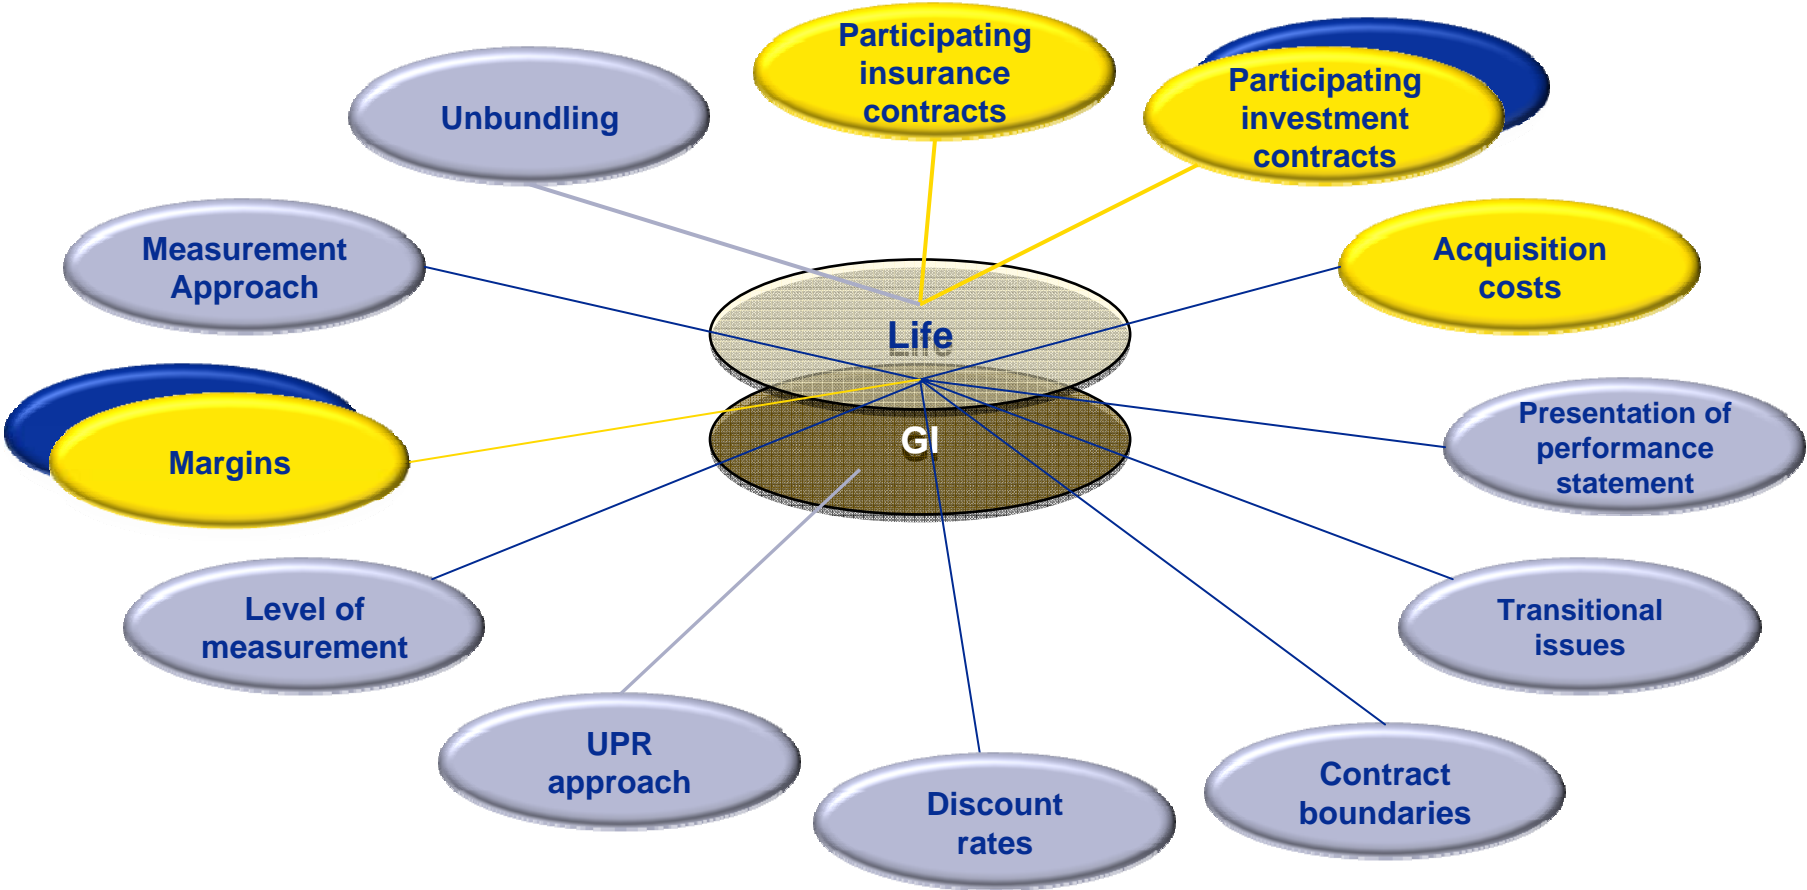 Participating
insurance
contracts
Participating
investment
contracts
Unbundling
Measurement
Approach
Acquisition
costs
Life
GI
Margins
Presentation of
performance
statement
Level of
measurement
Transitional
issues
UPR
approach
Discount
rates
Contract
boundaries